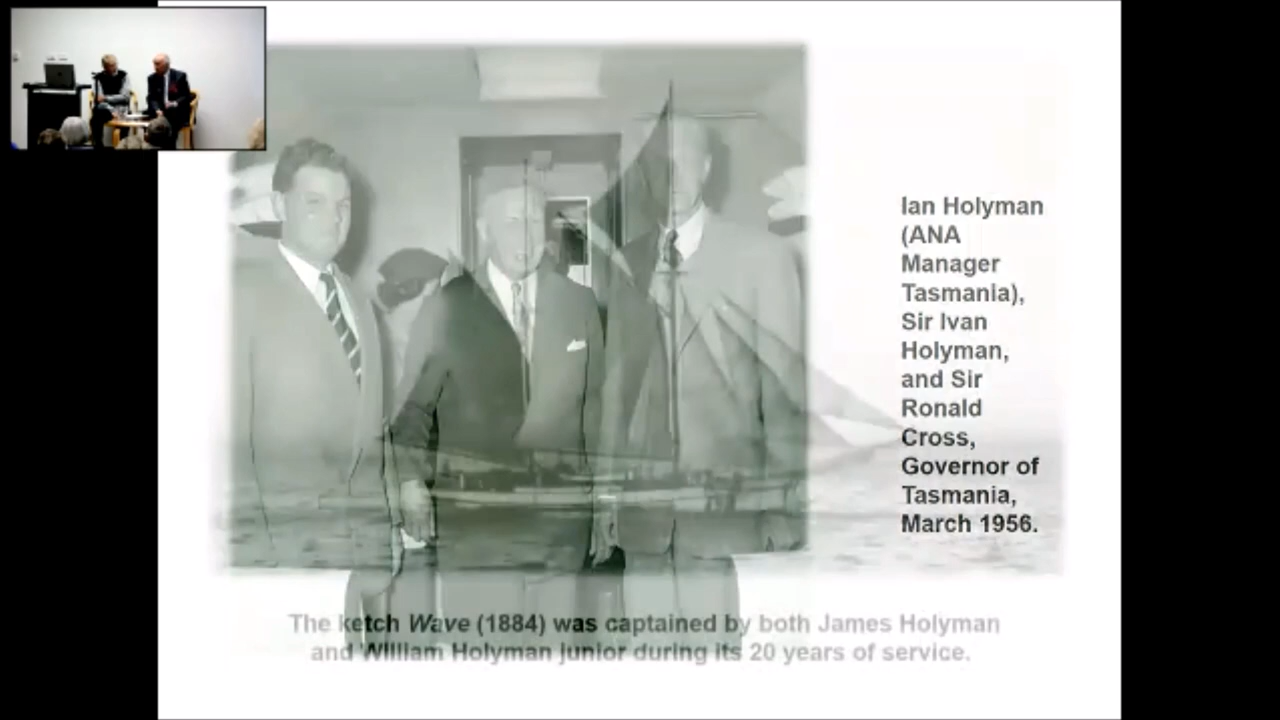 Ian Holyman
(ANA
Manager
Tasmania),
Sir Ivan
Holyman,
and Sir
Ronald
Cross,
Governor of
Tasmania,
March 1956.
The ketch Wave (1884) was captained by both James Holyman
and William Holyman junior during its 20 years of service.